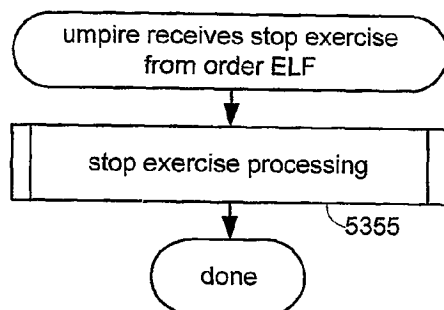 umpire receives stop exercise
from order ELF
stop exercise processing
5355
done